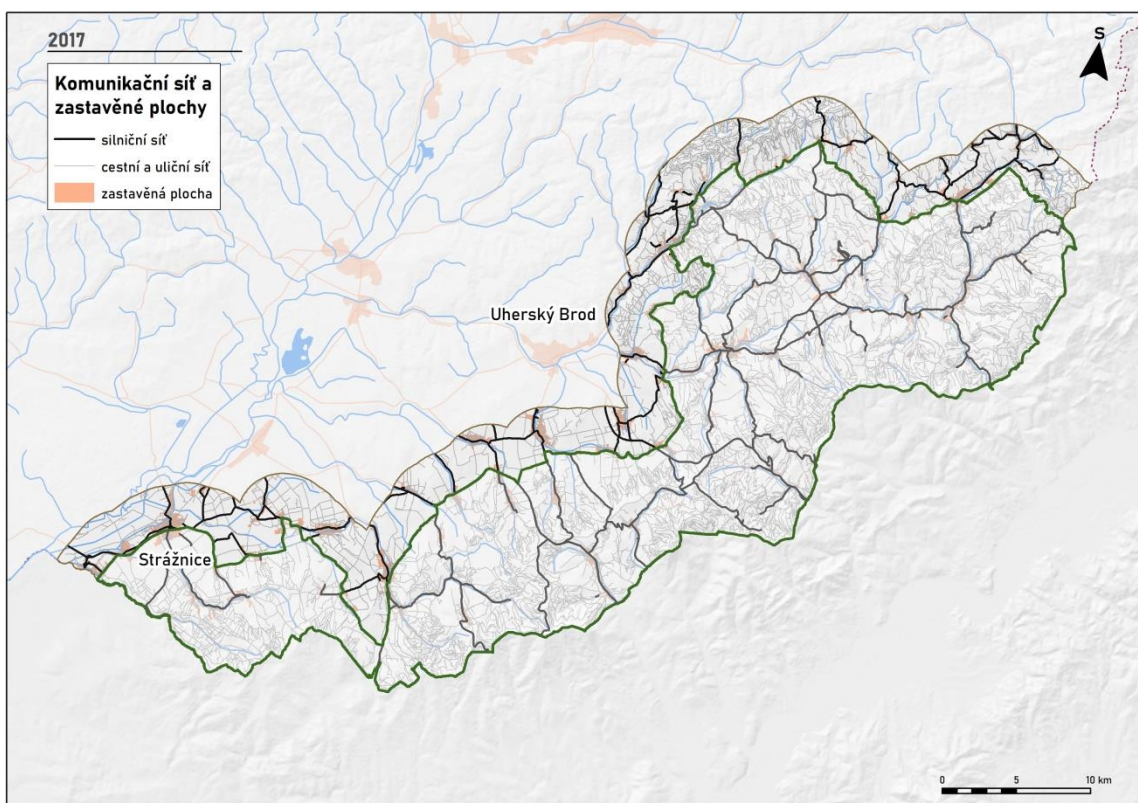 2017
Komunikační síť a
zastavěné plochy
silniční síť
cestní a uliční síť
zastavěná plocha
S
Uherský Brod
Strážnice
0 5 10 km